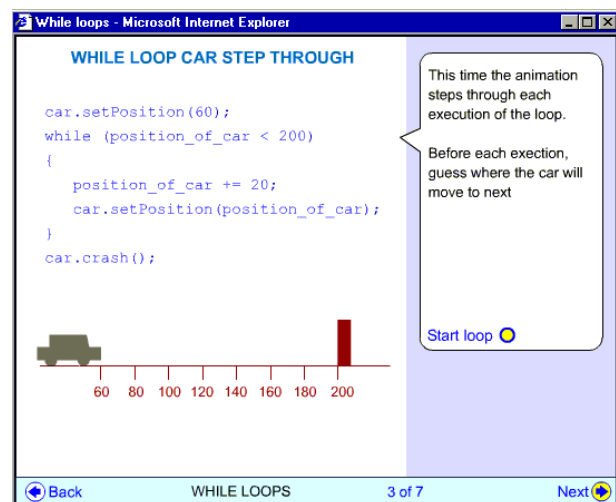 While loops - Microsoft Internet Explorer
WHILE LOOP CAR STEP THROUGH
car.setPosition(60);
while (position_of_car < 200)
{
position_of_car += 20;
car.setPosition(position_of_car);
}
car.crash();
60 80 100 120 140 160 180 200
This time the animation
steps through each
execution of the loop.
Before each exection,
guess where the car will
move to next
Start loop
Back
WHILE LOOPS
3 of 7
Next